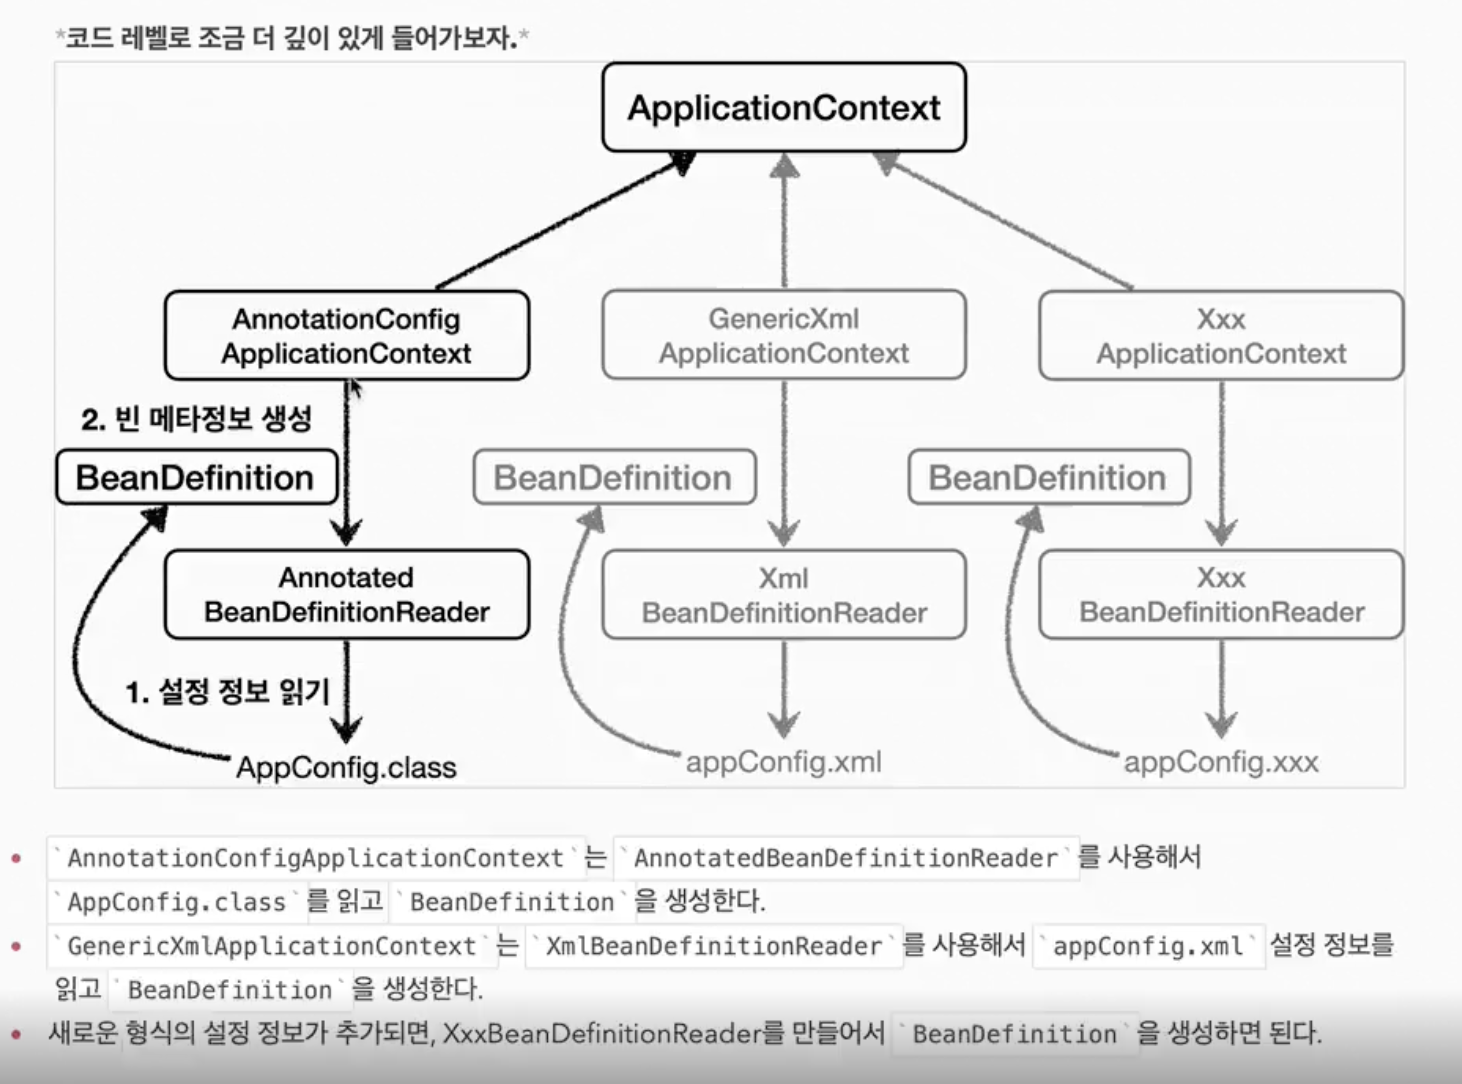 *코드 레벨로 조금 더 깊이 있게 들어가보자.*
ApplicationContext
AnnotationConfig
ApplicationContext
GenericXml
ApplicationContext
Xxx
ApplicationContext
2. 빈 메타정보 생성
BeanDefinition
BeanDefinition
BeanDefinition
Annotated
BeanDefinitionReader
Xml
BeanDefinitionReader
Xxx
BeanDefinitionReader
1. 설정 정보 읽기
AppConfig.class
appConfig.xml
appConfig.xxx
• `AnnotationConfigApplicationContext`는 `AnnotatedBeanDefinitionReader`를 사용해서
`AppConfig.class`를 읽고 `BeanDefinition`을 생성한다.
• `GenericXmlApplicationContext`는 `XmlBeanDefinitionReader`를 사용해서 `appConfig.xml` 설정 정보를
읽고 `BeanDefinition`을 생성한다.
• 새로운 형식의 설정 정보가 추가되면, XxxBeanDefinitionReader를 만들어서 `BeanDefinition`을 생성하면 된다.